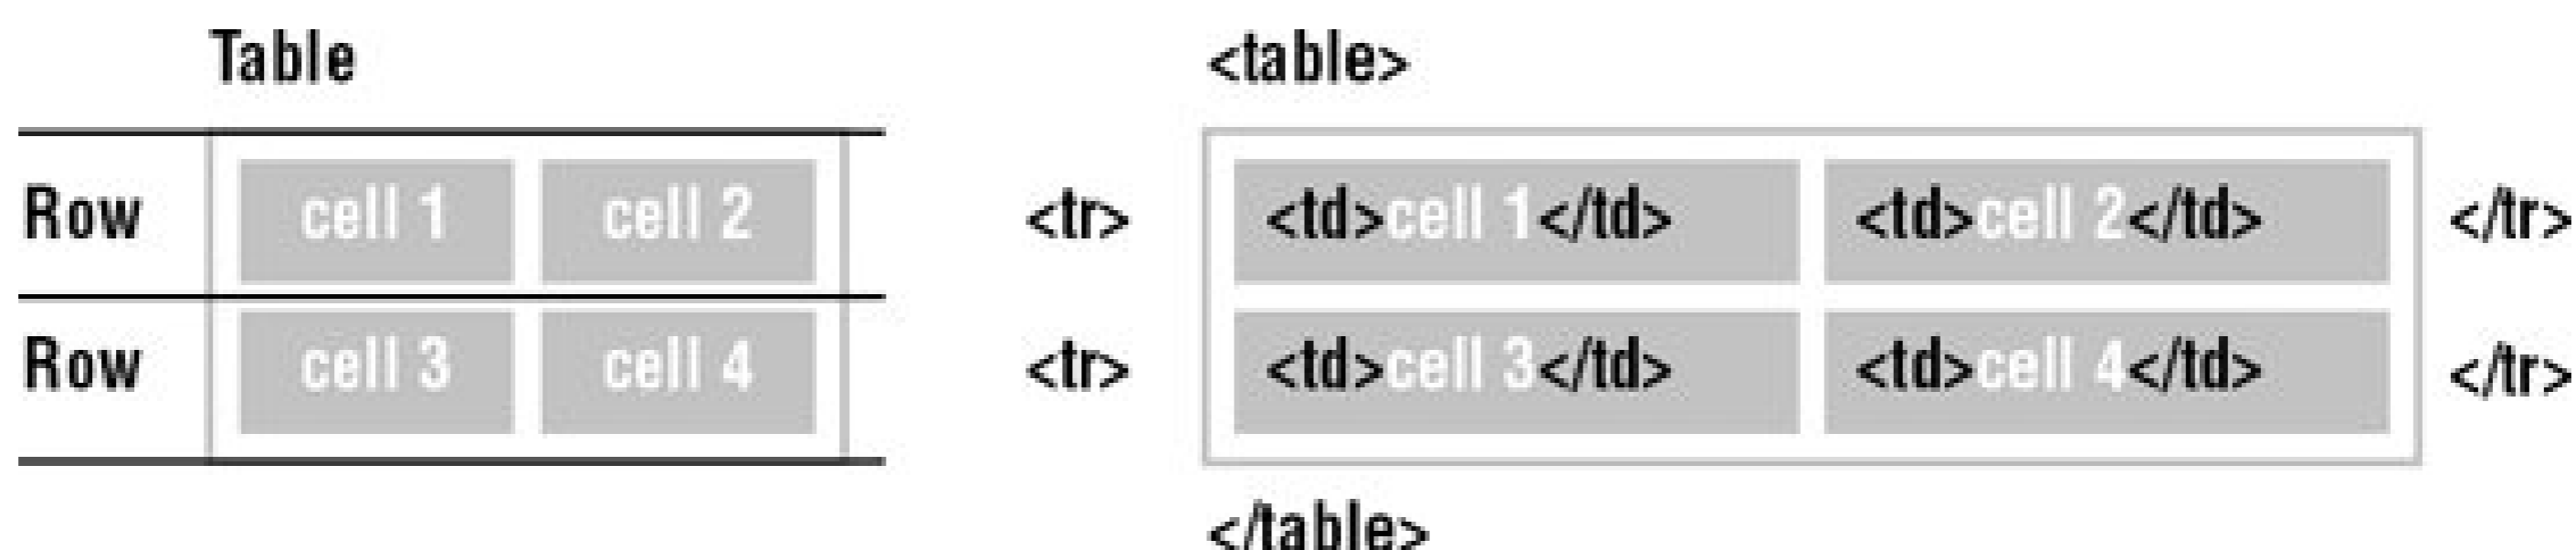 Table
Row cell 1 cell 2
Row cell 3 cell 4
<table>
<tr> <td>cell 1</td> <td>cell 2</td> </tr>
<tr> <td>cell 3</td> <td>cell 4</td> </tr>
</table>